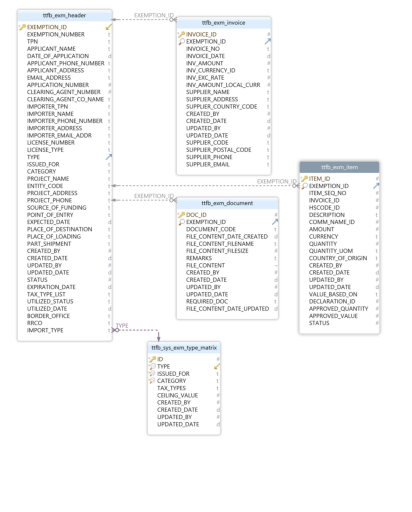 ttfb_exm_header
EXEMPTION_ID #
EXEMPTION_NUMBER t
TPN t
APPLICANT_NAME t
DATE_OF_APPLICATION d
APPLICANT_PHONE_NUMBER t
APPLICANT_ADDRESS t
EMAIL_ADDRESS t
APPLICATION_NUMBER #
CLEARING_AGENT_NUMBER #
CLEARING_AGENT_CO_NAME t
IMPORTER_TPN t
IMPORTER_NAME t
IMPORTER_PHONE_NUMBER t
IMPORTER_ADDRESS t
IMPORTER_EMAIL_ADDR t
LICENSE_NUMBER t
LICENSE_TYPE t
TYPE
ISSUED_FOR t
CATEGORY t
PROJECT_NAME t
ENTITY_CODE t
PROJECT_ADDRESS t
PROJECT_PHONE t
SOURCE_OF_FUNDING t
POINT_OF_ENTRY t
EXPECTED_DATE d
PLACE_OF_DESTINATION t
PLACE_OF_LOADING t
PART_SHIPMENT t
CREATED_BY #
CREATED_DATE d
UPDATED_BY #
UPDATED_DATE d
STATUS #
EXPIRATION_DATE d
TAX_TYPE_LIST t
UTILIZED_STATUS t
UTILIZED_DATE d
BORDER_OFFICE t
RRCO t
IMPORT_TYPE t
EXEMPTION_ID
ttfb_exm_invoice
INVOICE_ID #
EXEMPTION_ID
INVOICE_NO t
INVOICE_DATE d
INV_AMOUNT #
INV_CURRENCY_ID t
INV_EXC_RATE #
INV_AMOUNT_LOCAL_CURR #
SUPPLIER_NAME t
SUPPLIER_ADDRESS t
SUPPLIER_COUNTRY_CODE t
CREATED_BY #
CREATED_DATE d
UPDATED_BY #
UPDATED_DATE d
SUPPLIER_CODE t
SUPPLIER_POSTAL_CODE t
SUPPLIER_PHONE t
SUPPLIER_EMAIL t
EXEMPTION_ID
ttfb_exm_item
ITEM_ID #
EXEMPTION_ID
ITEM_SEQ_NO #
INVOICE_ID #
HSCODE_ID #
DESCRIPTION t
COMM_NAME_ID #
AMOUNT #
CURRENCY t
QUANTITY #
QUANTITY_UOM t
COUNTRY_OF_ORIGIN t
CREATED_BY #
CREATED_DATE d
UPDATED_BY #
UPDATED_DATE d
VALUE_BASED_ON t
DECLARATION_ID #
APPROVED_QUANTITY #
APPROVED_VALUE #
STATUS #
EXEMPTION_ID
ttfb_exm_document
DOC_ID #
EXEMPTION_ID
DOCUMENT_CODE t
FILE_CONTENT_DATE_CREATED d
FILE_CONTENT_FILENAME t
FILE_CONTENT_FILESIZE #
REMARKS t
FILE_CONTENT ~
CREATED_BY #
CREATED_DATE d
UPDATED_BY #
UPDATED_DATE d
REQUIRED_DOC t
FILE_CONTENT_DATE_UPDATED d
TYPE
ttfb_sys_exm_type_matrix
ID #
TYPE
ISSUED_FOR t
CATEGORY t
TAX_TYPES t
CEILING_VALUE #
CREATED_BY #
CREATED_DATE d
UPDATED_BY #
UPDATED_DATE d